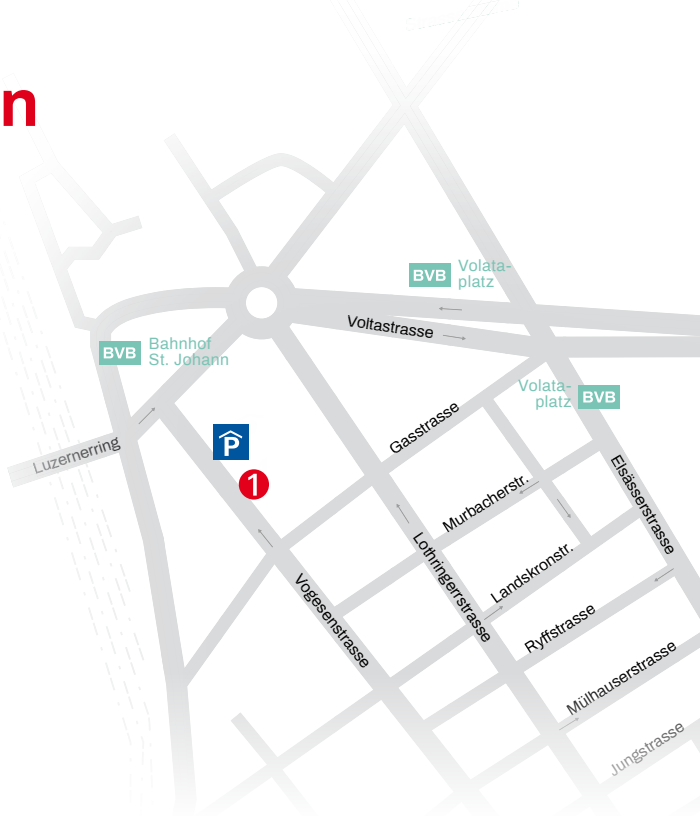 n
BVB
Volata-
platz
Voltastrasse
BVB
Bahnhof
St. Johann
Volata-
platz
BVB
Gasstrasse
Luzernerring
P
1
Murbacherstr.
Elsässerstrasse
Landskronstr.
Lothringerrstrasse
Vogesenstrasse
Ryffstrasse
Mülhauserstrasse
Jungstrasse